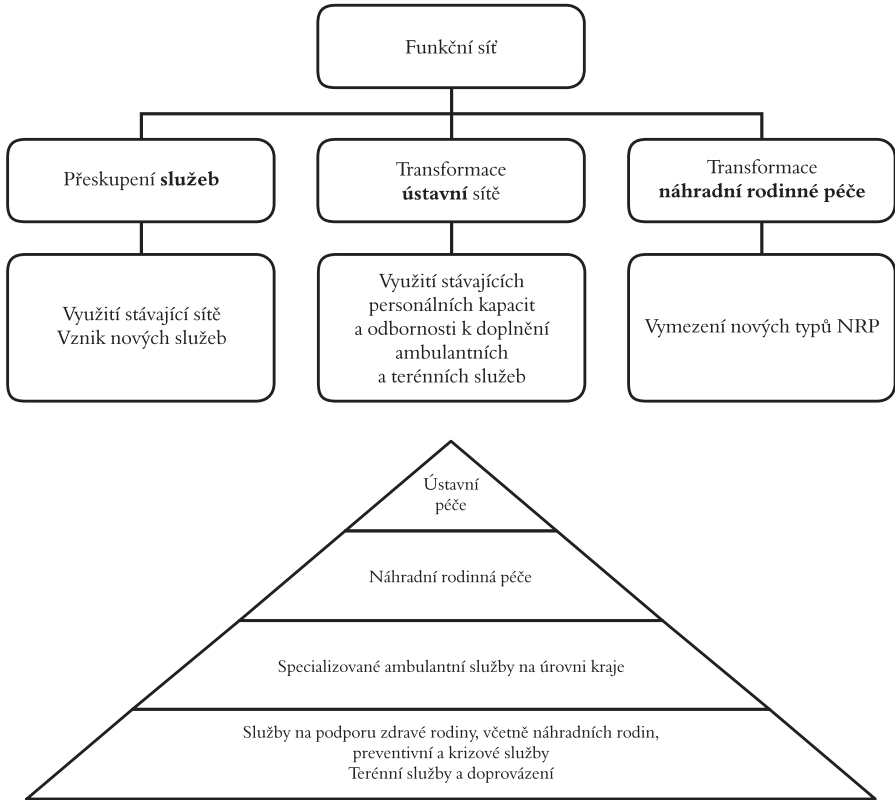 Funkční síť
Přeskupení služeb
Transformace
ústavní sítě
Transformace
náhradní rodinné péče
Využití stávající sítě
Vznik nových služeb
Využití stávajících
personálních kapacit
a odbornosti k doplnění
ambulantních
a terénních služeb
Vymezení nových typů NRP
Ústavní
péče
Náhradní rodinná péče
Specializované ambulantní služby na úrovni kraje
Služby na podporu zdravé rodiny, včetně náhradních rodin,
preventivní a krizové služby
Terénní služby a doprovázení